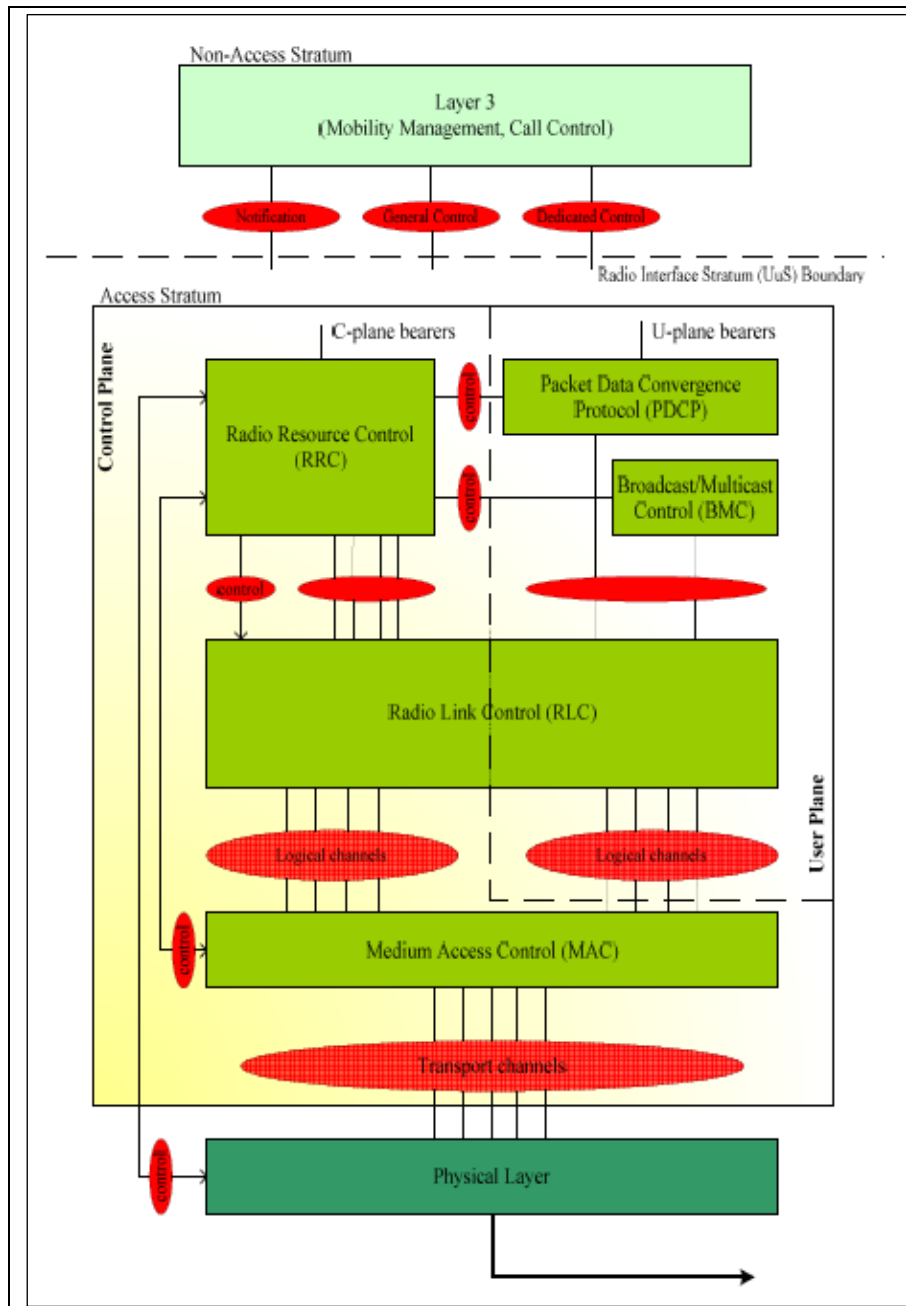 Non-Access Stratum
Layer 3
(Mobility Management, Call Control)
Notification
General Control
Dedicated Control
Radio Interface Stratum (UuS) Boundary
Access Stratum
C-plane bearers
U-plane bearers
Control Plane
Radio Resource Control
(RRC)
control
Packet Data Convergence
Protocol (PDCP)
control
Broadcast/Multicast
Control (BMC)
control
Radio Link Control (RLC)
User Plane
Logical channels
Logical channels
control
Medium Access Control (MAC)
Transport channels
control
Physical Layer